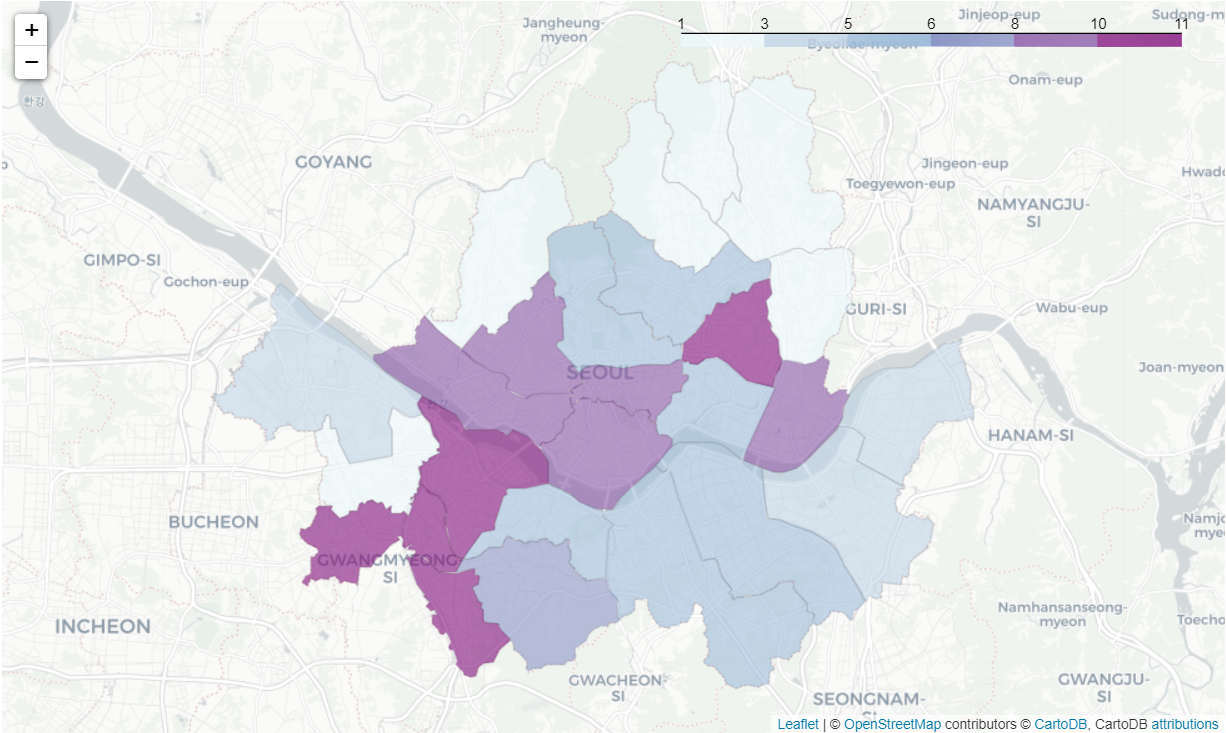 +
−
한강
Jangheung-
myeon
1 3 5 6 8 10 11
Jinjeop-eup
Sudong-m
Byeollae-myeon
Onam-eup
GOYANG
Jingeon-eup
Toegyewon-eup
Hwado
NAMYANGJU-
SI
GIMPO-SI
Gochon-eup
GURI-SI
Wabu-eup
SEOUL
Joan-myeon
한강
HANAM-SI
BUCHEON
Namjo
mye
GWANGMYEONG-
SI
INCHEON
Namhansanseong-
myeon
Toecho
GWACHEON-
SI
GWANGJU-
SI
SEONGNAM-
SI
Leaflet | © OpenStreetMap contributors © CartoDB, CartoDB attributions